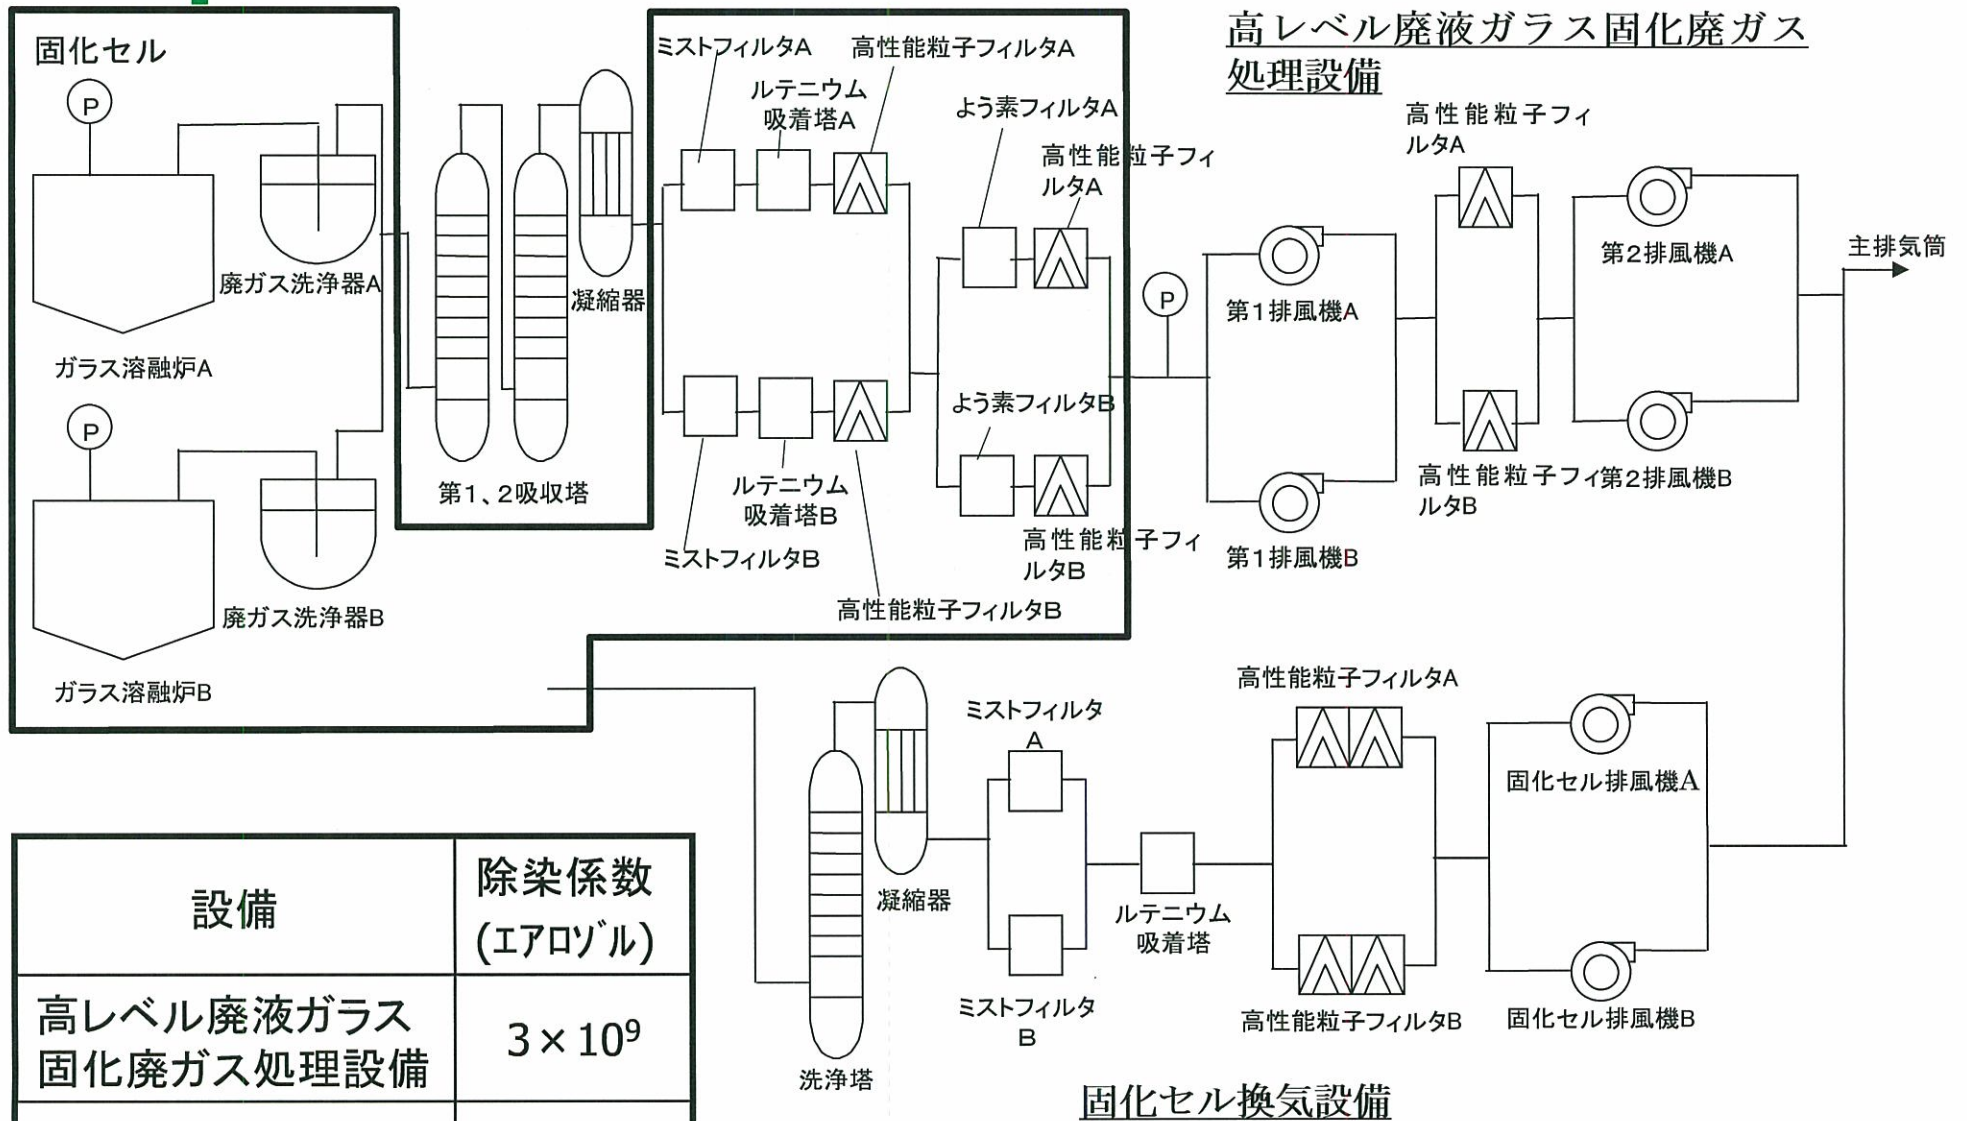 高レベル廃液ガラス固化廃ガス
処理設備
固化セル
P
ガラス溶融炉A
廃ガス洗浄器A
P
ガラス溶融炉B
廃ガス洗浄器B
第1、2吸収塔
凝縮器
ミストフィルタA
ルテニウム
吸着塔A
高性能粒子フィルタA
よう素フィルタA
高性能粒子フィ
ルタA
ミストフィルタB
ルテニウム
吸着塔B
高性能粒子フィルタB
よう素フィルタB
高性能粒子フィ
ルタB
P
第1排風機A
第1排風機B
高性能粒子フィ
ルタA
高性能粒子フィ
ルタB
第2排風機A
第2排風機B
主排気筒
洗浄塔
凝縮器
ミストフィルタ
A
ミストフィルタ
B
ルテニウム
吸着塔
高性能粒子フィルタA
高性能粒子フィルタB
固化セル排風機A
固化セル排風機B
固化セル換気設備
設備
除染係数
(エアロゾル)
高レベル廃液ガラス
固化廃ガス処理設備
3×10⁹